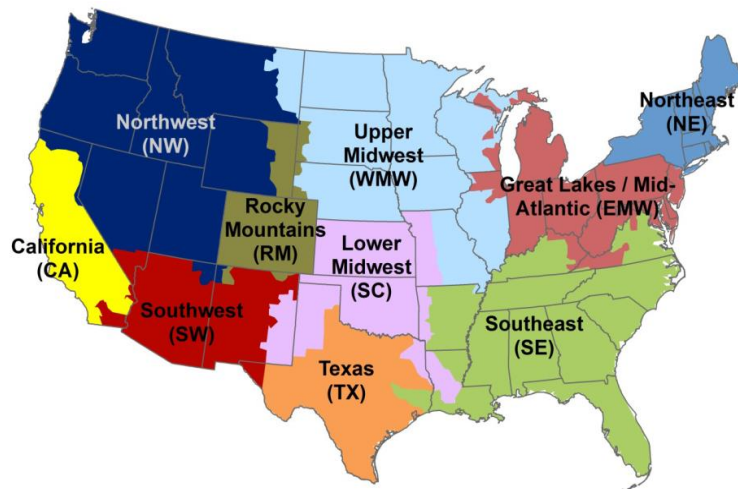 Northwest
(NW)
Upper
Midwest
(WMW)
Northeast
(NE)
Great Lakes / Mid-
Atlantic (EMW)
Rocky
Mountains
(RM)
California
(CA)
Lower
Midwest
(SC)
Southwest
(SW)
Southeast
(SE)
Texas
(TX)